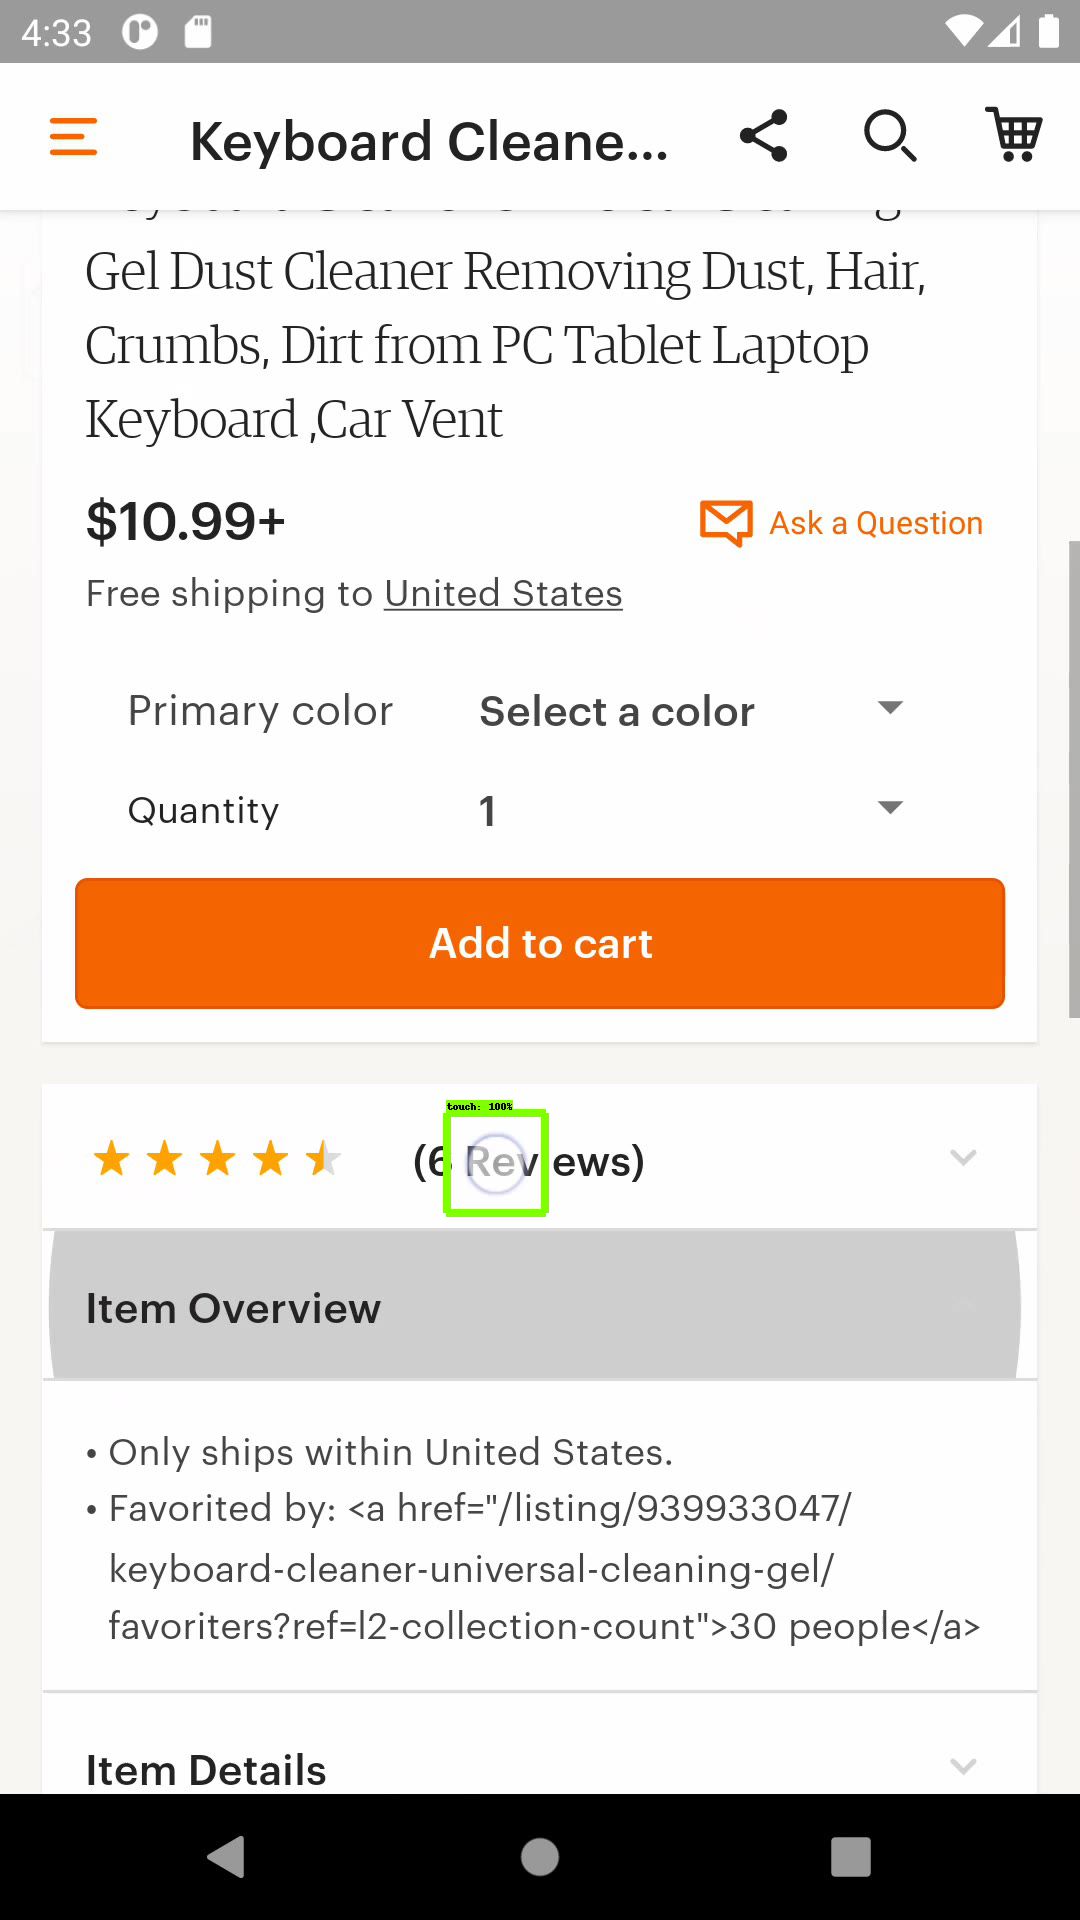 4:33
Keyboard Cleane...
Gel Dust Cleaner Removing Dust, Hair,
Crumbs, Dirt from PC Tablet Laptop
Keyboard ,Car Vent
$10.99+
Ask a Question
Free shipping to United States
Primary color
Select a color
Quantity
1
Add to cart
touch: 100%
(6 Reviews)
Item Overview
• Only ships within United States.
• Favorited by: <a href="/listing/939933047/
keyboard-cleaner-universal-cleaning-gel/
favoriters?ref=l2-collection-count">30 people</a>
Item Details